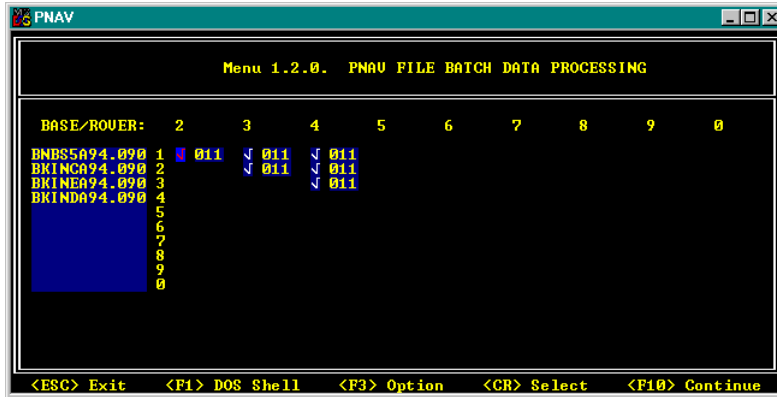 PNAV
Menu 1.2.0. PNAV FILE BATCH DATA PROCESSING
BASE/ROVER: 2 3 4 5 6 7 8 9 0
BNBS5A94.090 1 √ 011 √ 011 √ 011
BKINCA94.090 2 √ 011 √ 011
BKINEA94.090 3 √ 011
BKINDA94.090 4
5
6
7
8
9
0
<ESC> Exit <F1> DOS Shell <F3> Option <CR> Select <F10> Continue